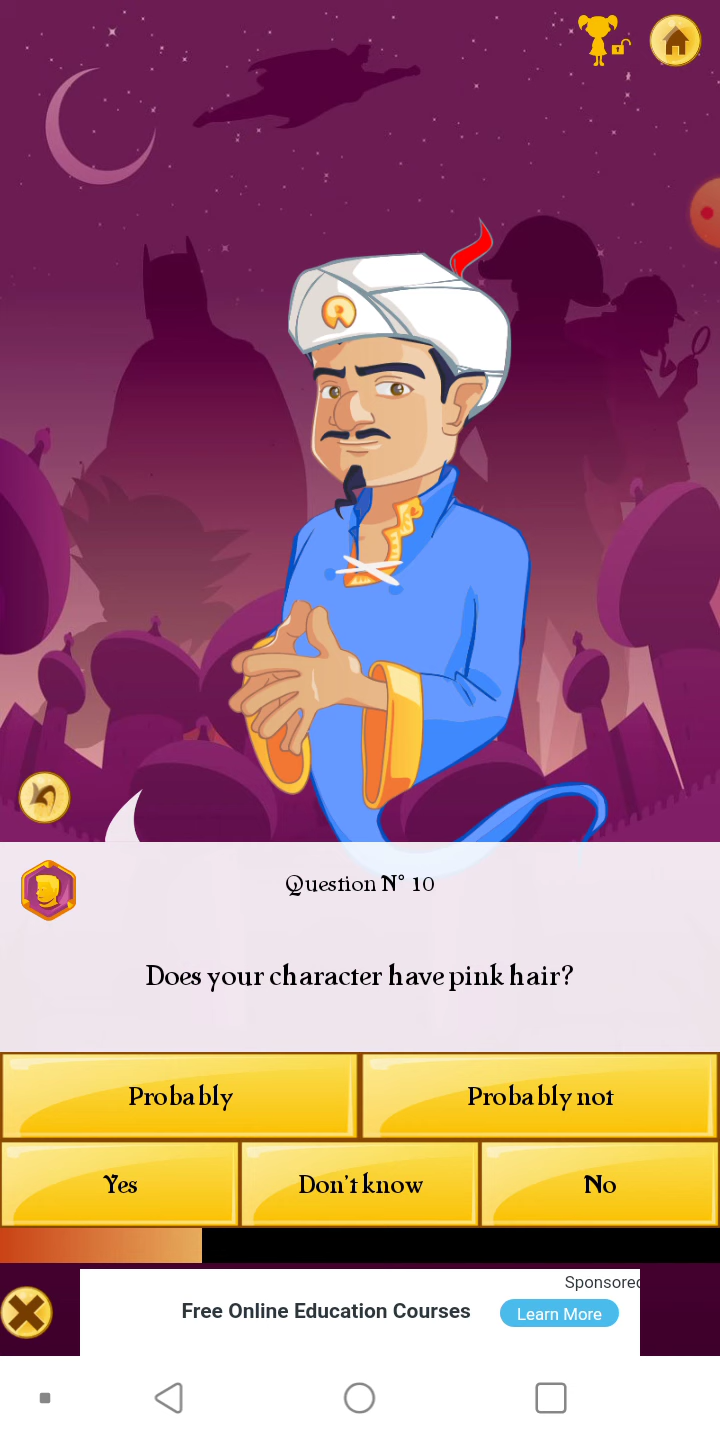 Question N° 10
Does your character have pink hair?
Probably
Probably not
Yes
Don't know
No
Sponsored
Free Online Education Courses
Learn More